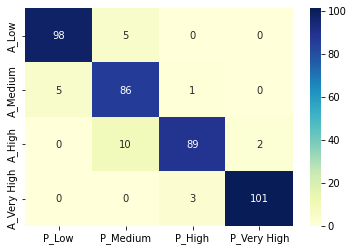 A_Low 98 5 0 0
A_Medium 5 86 1 0
A_High 0 10 89 2
A_Very High 0 0 3 101
P_Low P_Medium P_High P_Very High
100
80
60
40
20
0